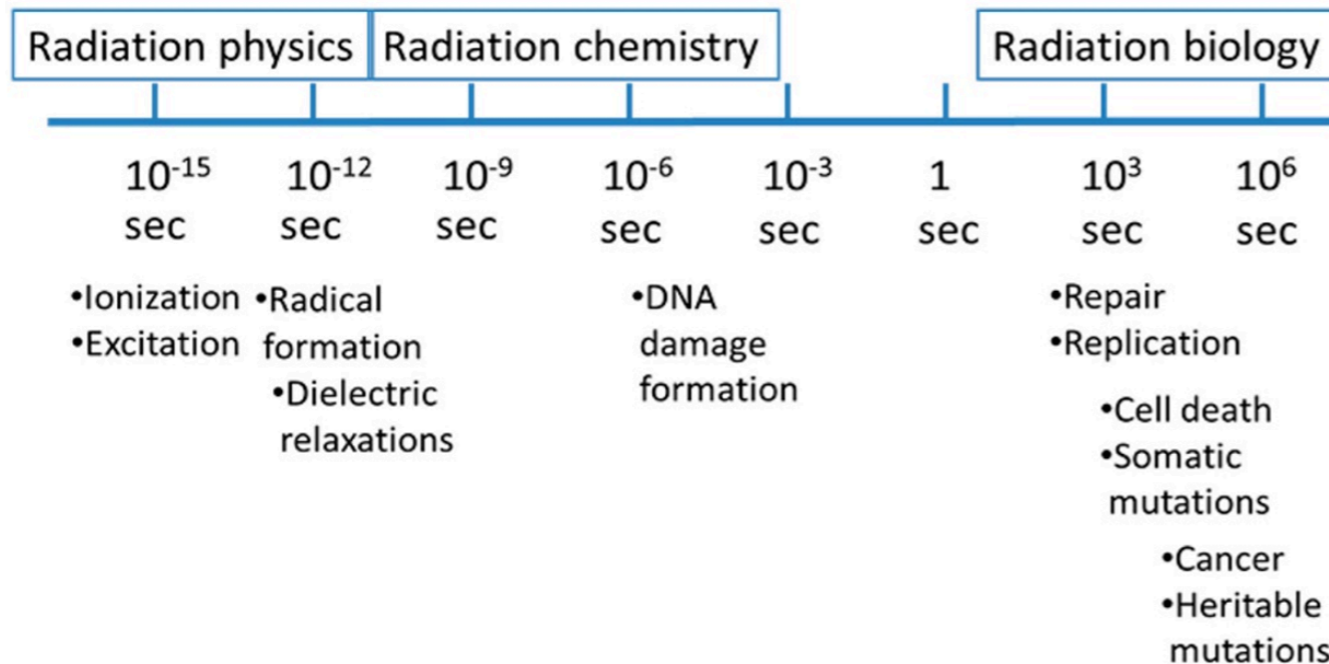 Radiation physics Radiation chemistry Radiation biology
10⁻¹⁵ 10⁻¹² 10⁻⁹ 10⁻⁶ 10⁻³ 1 10³ 10⁶
sec sec sec sec sec sec sec sec
•Ionization
•Excitation
•Radical
formation
•Dielectric
relaxations
•DNA
damage
formation
•Repair
•Replication
•Cell death
•Somatic
mutations
•Cancer
•Heritable
mutations